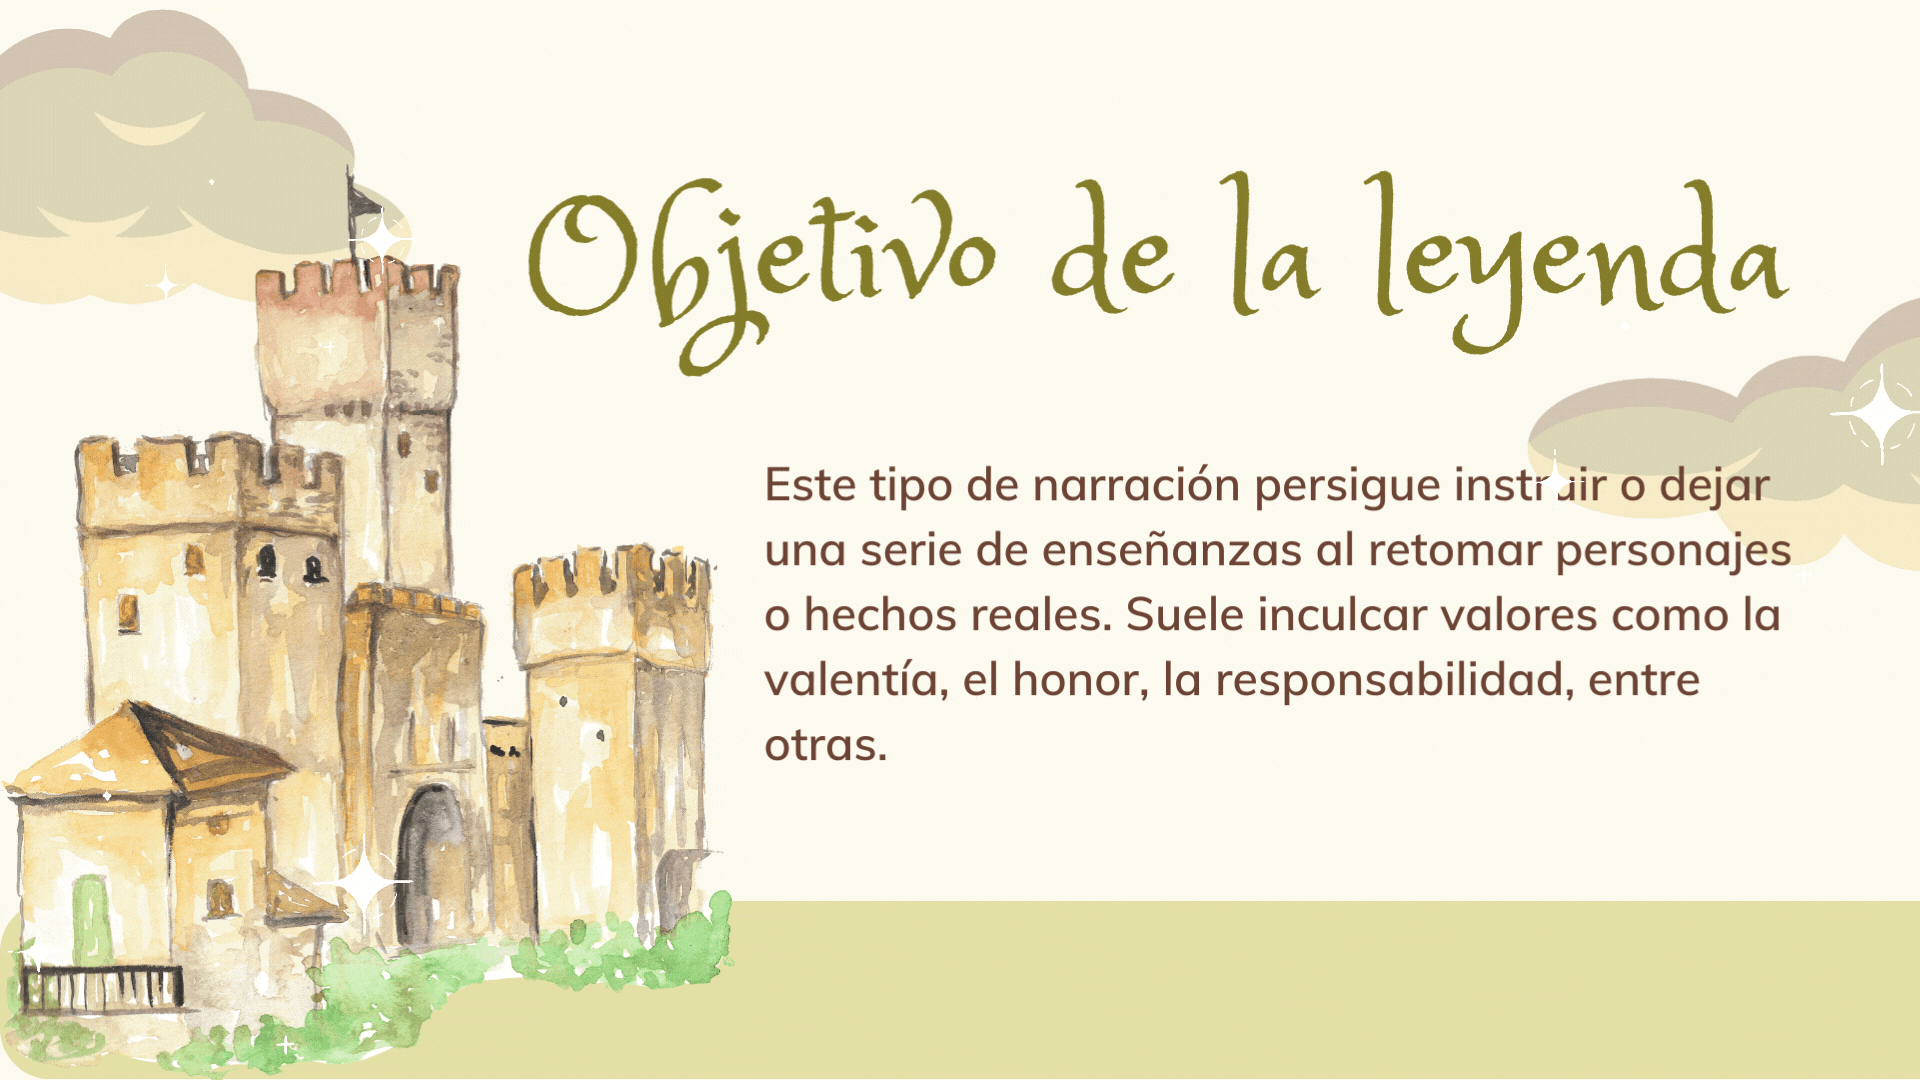 Objetivo de la leyenda
Este tipo de narración persigue instruir o dejar
una serie de enseñanzas al retomar personajes
o hechos reales. Suele inculcar valores como la
valentía, el honor, la responsabilidad, entre
otras.